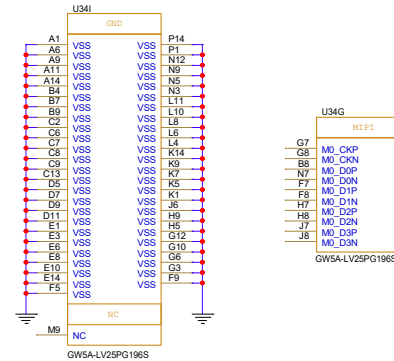 U34I
GND
A1 VSS VSS P14
A6 VSS VSS P1
A9 VSS VSS N12
A11 VSS VSS N9
A14 VSS VSS N5
B4 VSS VSS N3
B7 VSS VSS L11
B9 VSS VSS L10
C2 VSS VSS L8
C6 VSS VSS L6
C7 VSS VSS L4
C8 VSS VSS K14
C9 VSS VSS K9
C13 VSS VSS K7
D5 VSS VSS K5
D7 VSS VSS K1
D9 VSS VSS J6
D11 VSS VSS H9
E1 VSS VSS H5
E3 VSS VSS G12
E6 VSS VSS G10
E8 VSS VSS G6
E10 VSS VSS G3
E14 VSS VSS F9
F5 VSS
NC
M9 NC
GW5A-LV25PG196S
U34G
MIPI
G7 M0_CKP
G8 M0_CKN
B8 M0_D0P
N7 M0_D0N
F7 M0_D1P
F8 M0_D1N
H7 M0_D2P
H8 M0_D2N
J7 M0_D3P
J8 M0_D3N
GW5A-LV25PG196S